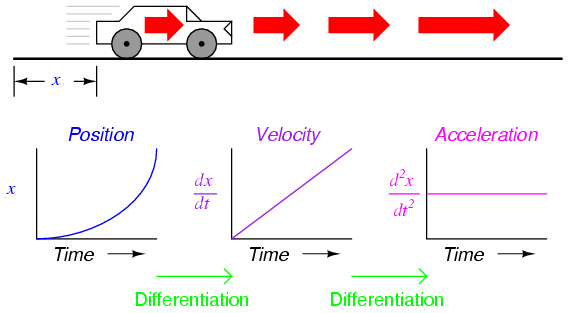 x
Position
Velocity
Acceleration
x
dx
dt
d²x
dt²
Time
Time
Time
Differentiation
Differentiation